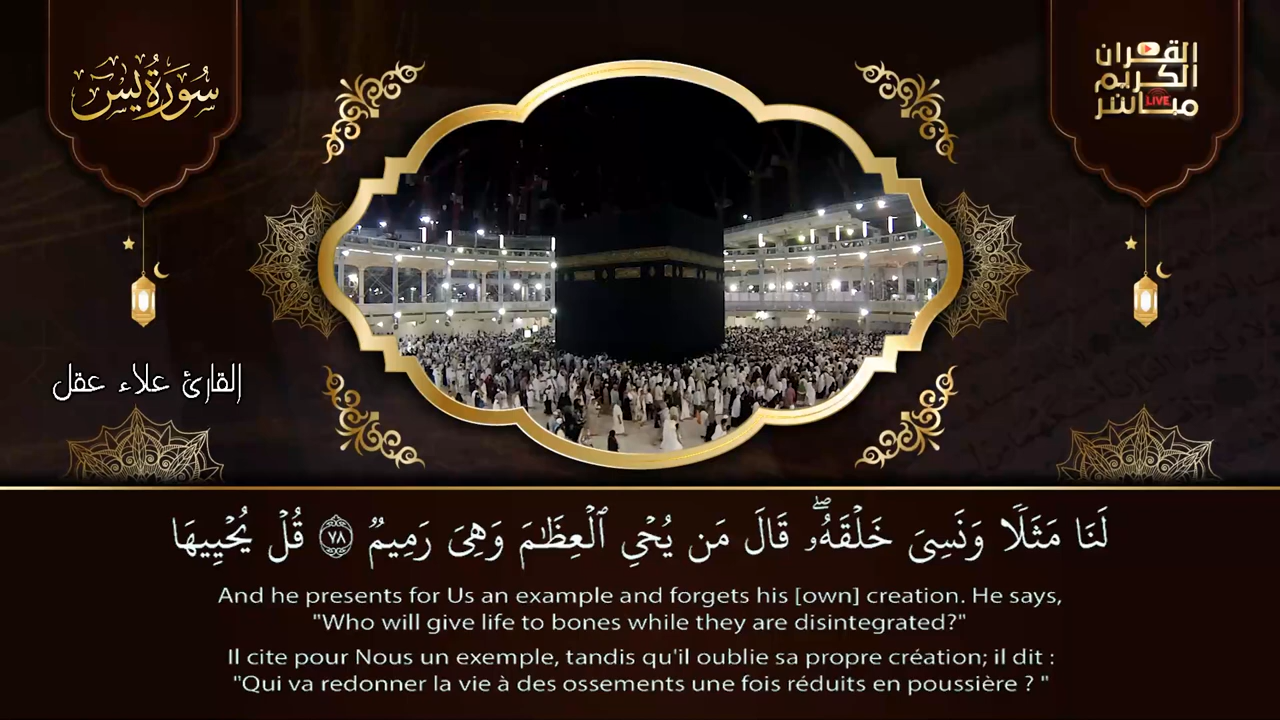 سُورَةُ يسٓ
القرآن
الكريم
مباشر
LIVE
القارئ علاء عقل
لَنَا مَثَلًا وَنَسِىَ خَلْقَهُۥ ۖ قَالَ مَن يُحْىِ ٱلْعِظَـٰمَ وَهِىَ رَمِيمٌ ٧٨ قُلْ يُحْيِيهَا
And he presents for Us an example and forgets his [own] creation. He says,
"Who will give life to bones while they are disintegrated?"
Il cite pour Nous un exemple, tandis qu'il oublie sa propre création; il dit :
"Qui va redonner la vie à des ossements une fois réduits en poussière ? "